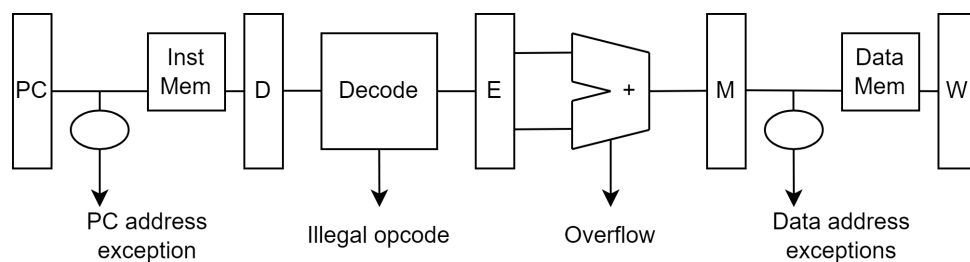 PC
Inst
Mem
D
Decode
E
+
M
Data
Mem
W
PC address
exception
Illegal opcode
Overflow
Data address
exceptions